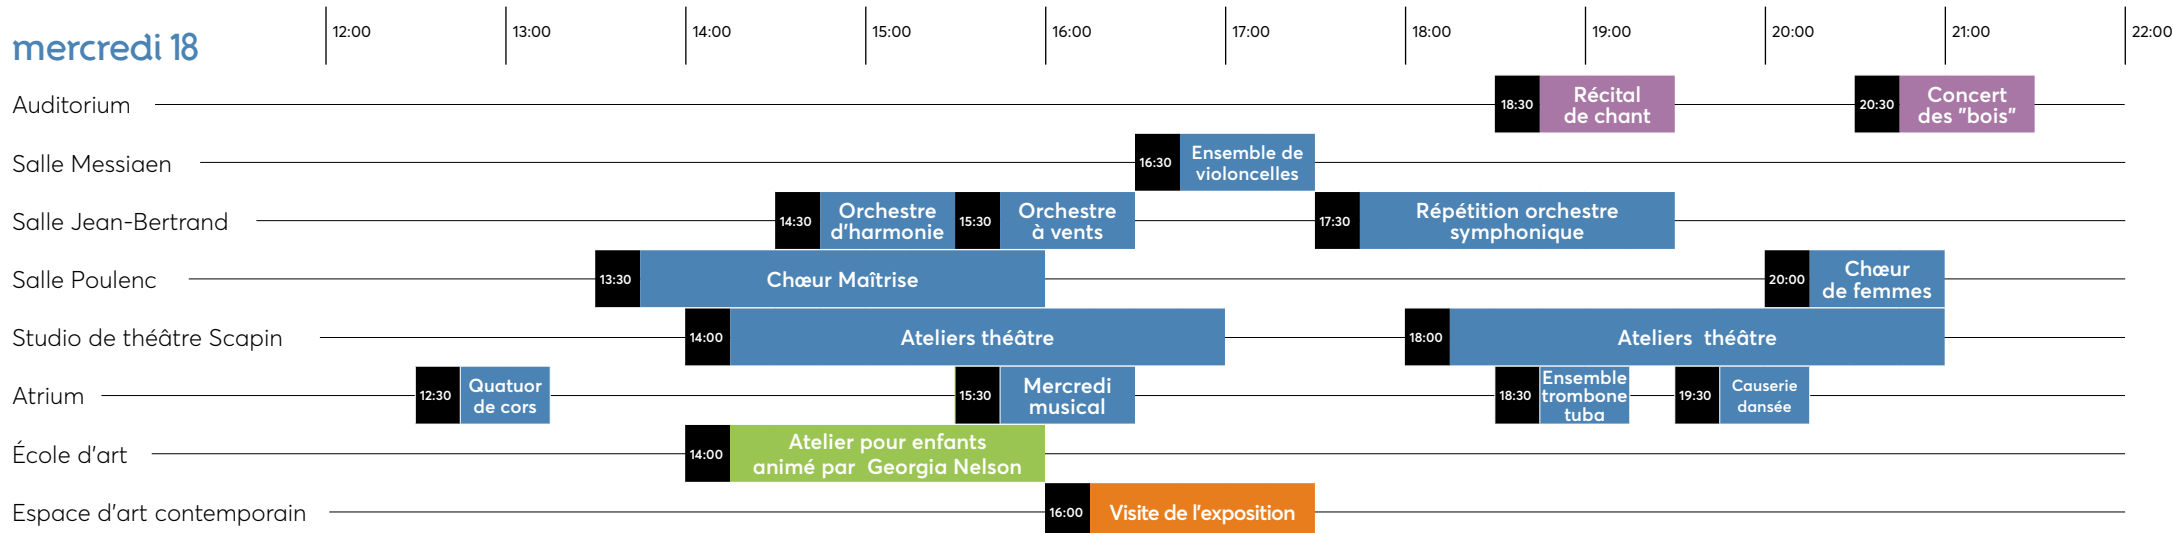 mercredi 18
12:00 13:00 14:00 15:00 16:00 17:00 18:00 19:00 20:00 21:00 22:00
Auditorium
18:30
Récital
de chant
20:30
Concert
des "bois"
Salle Messiaen
16:30
Ensemble de
violoncelles
Salle Jean-Bertrand
14:30
Orchestre
d'harmonie
15:30
Orchestre
à vents
17:30
Répétition orchestre
symphonique
Salle Poulenc
13:30
Chœur Maîtrise
20:00
Chœur
de femmes
Studio de théâtre Scapin
14:00
Ateliers théâtre
18:00
Ateliers théâtre
Atrium
12:30
Quatuor
de cors
15:30
Mercredi
musical
18:30
Ensemble
trombone
tuba
19:30
Causerie
dansée
École d'art
14:00
Atelier pour enfants
animé par Georgia Nelson
Espace d'art contemporain
16:00
Visite de l'exposition